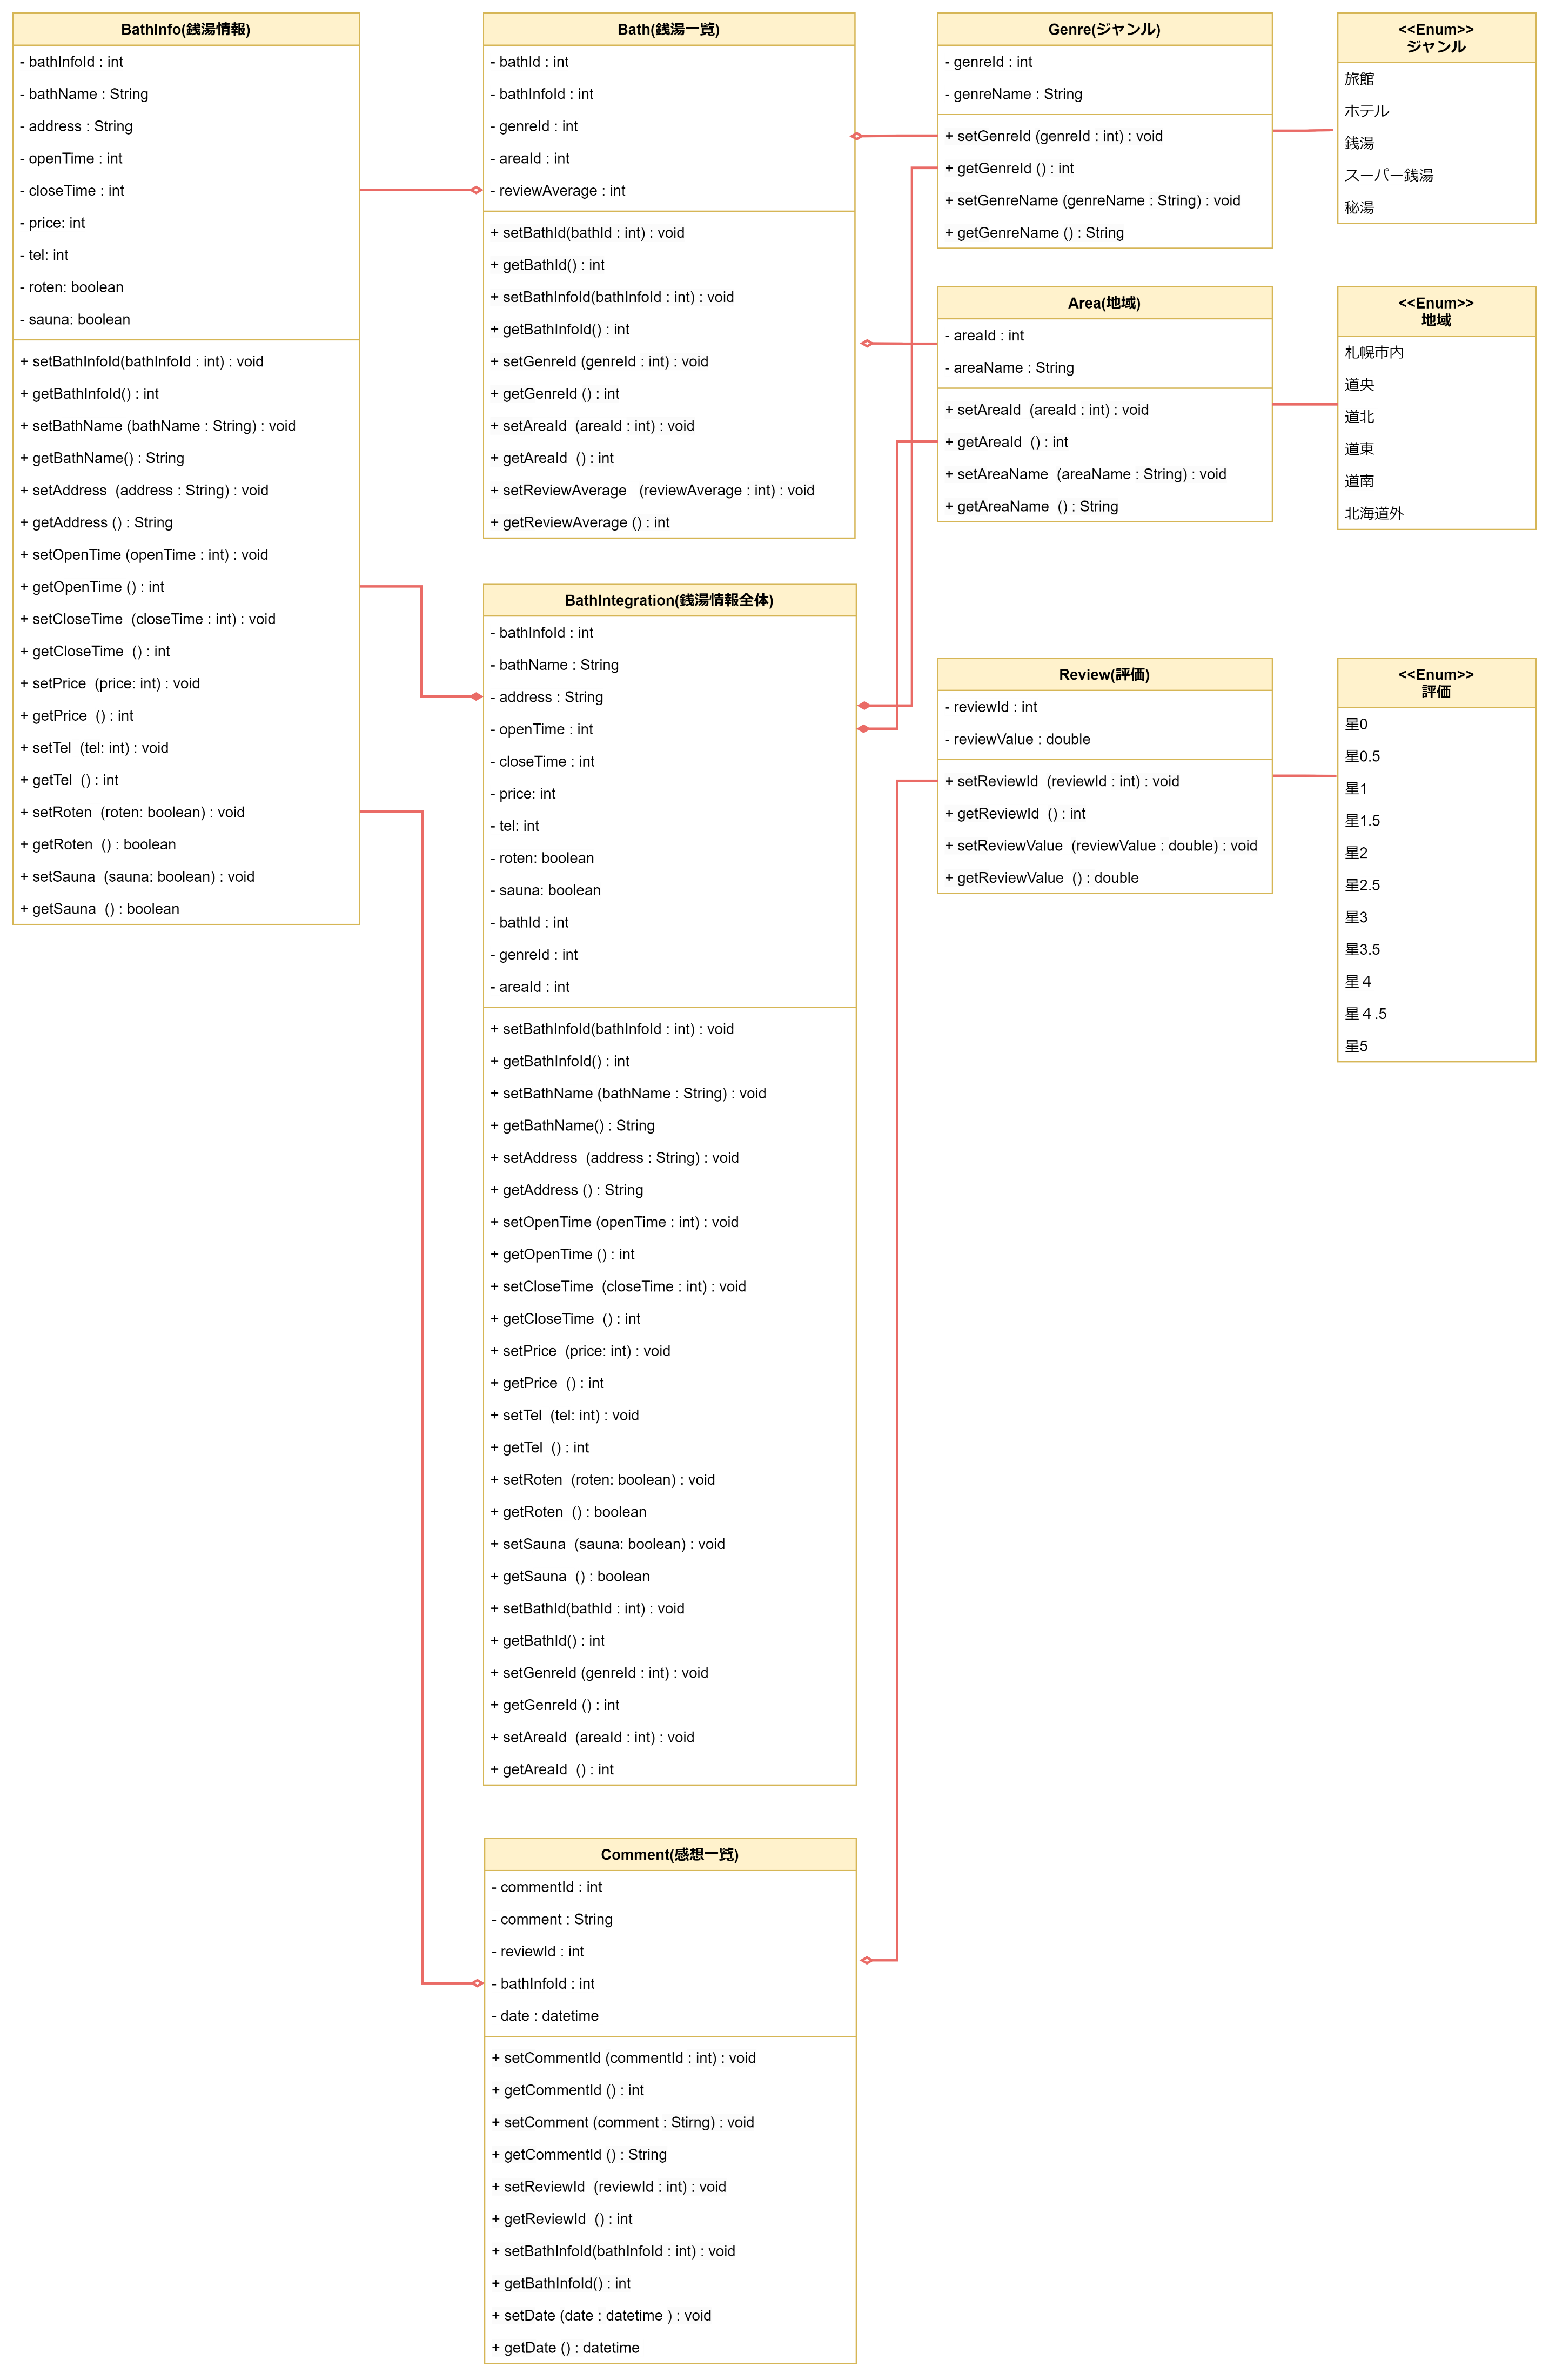 BathInfo(銭湯情報)
- bathInfoId : int
- bathName : String
- address : String
- openTime : int
- closeTime : int
- price: int
- tel: int
- roten: boolean
- sauna: boolean
+ setBathInfoId(bathInfoId : int) : void
+ getBathInfoId() : int
+ setBathName (bathName : String) : void
+ getBathName() : String
+ setAddress  (address : String) : void
+ getAddress () : String
+ setOpenTime (openTime : int) : void
+ getOpenTime () : int
+ setCloseTime  (closeTime : int) : void
+ getCloseTime  () : int
+ setPrice  (price: int) : void
+ getPrice  () : int
+ setTel  (tel: int) : void
+ getTel  () : int
+ setRoten  (roten: boolean) : void
+ getRoten  () : boolean
+ setSauna  (sauna: boolean) : void
+ getSauna  () : boolean
Bath(銭湯一覧)
- bathId : int
- bathInfoId : int
- genreId : int
- areaId : int
- reviewAverage : int
+ setBathId(bathId : int) : void
+ getBathId() : int
+ setBathInfoId(bathInfoId : int) : void
+ getBathInfoId() : int
+ setGenreId (genreId : int) : void
+ getGenreId () : int
+ setAreaId  (areaId : int) : void
+ getAreaId  () : int
+ setReviewAverage   (reviewAverage : int) : void
+ getReviewAverage () : int
BathIntegration(銭湯情報全体)
- bathInfoId : int
- bathName : String
- address : String
- openTime : int
- closeTime : int
- price: int
- tel: int
- roten: boolean
- sauna: boolean
- bathId : int
- genreId : int
- areaId : int
+ setBathInfoId(bathInfoId : int) : void
+ getBathInfoId() : int
+ setBathName (bathName : String) : void
+ getBathName() : String
+ setAddress  (address : String) : void
+ getAddress () : String
+ setOpenTime (openTime : int) : void
+ getOpenTime () : int
+ setCloseTime  (closeTime : int) : void
+ getCloseTime  () : int
+ setPrice  (price: int) : void
+ getPrice  () : int
+ setTel  (tel: int) : void
+ getTel  () : int
+ setRoten  (roten: boolean) : void
+ getRoten  () : boolean
+ setSauna  (sauna: boolean) : void
+ getSauna  () : boolean
+ setBathId(bathId : int) : void
+ getBathId() : int
+ setGenreId (genreId : int) : void
+ getGenreId () : int
+ setAreaId  (areaId : int) : void
+ getAreaId  () : int
Comment(感想一覧)
- commentId : int
- comment : String
- reviewId : int
- bathInfoId : int
- date : datetime
+ setCommentId (commentId : int) : void
+ getCommentId () : int
+ setComment (comment : Stirng) : void
+ getCommentId () : String
+ setReviewId  (reviewId : int) : void
+ getReviewId  () : int
+ setBathInfoId(bathInfoId : int) : void
+ getBathInfoId() : int
+ setDate (date : datetime ) : void
+ getDate () : datetime
Genre(ジャンル)
- genreId : int
- genreName : String
+ setGenreId (genreId : int) : void
+ getGenreId () : int
+ setGenreName (genreName : String) : void
+ getGenreName () : String
<<Enum>>
ジャンル
旅館
ホテル
銭湯
スーパー銭湯
秘湯
Area(地域)
- areaId : int
- areaName : String
+ setAreaId  (areaId : int) : void
+ getAreaId  () : int
+ setAreaName  (areaName : String) : void
+ getAreaName  () : String
<<Enum>>
地域
札幌市内
道央
道北
道東
道南
北海道外
Review(評価)
- reviewId : int
- reviewValue : double
+ setReviewId  (reviewId : int) : void
+ getReviewId  () : int
+ setReviewValue  (reviewValue : double) : void
+ getReviewValue  () : double
<<Enum>>
評価
星0
星0.5
星1
星1.5
星2
星2.5
星3
星3.5
星４
星４.5
星5